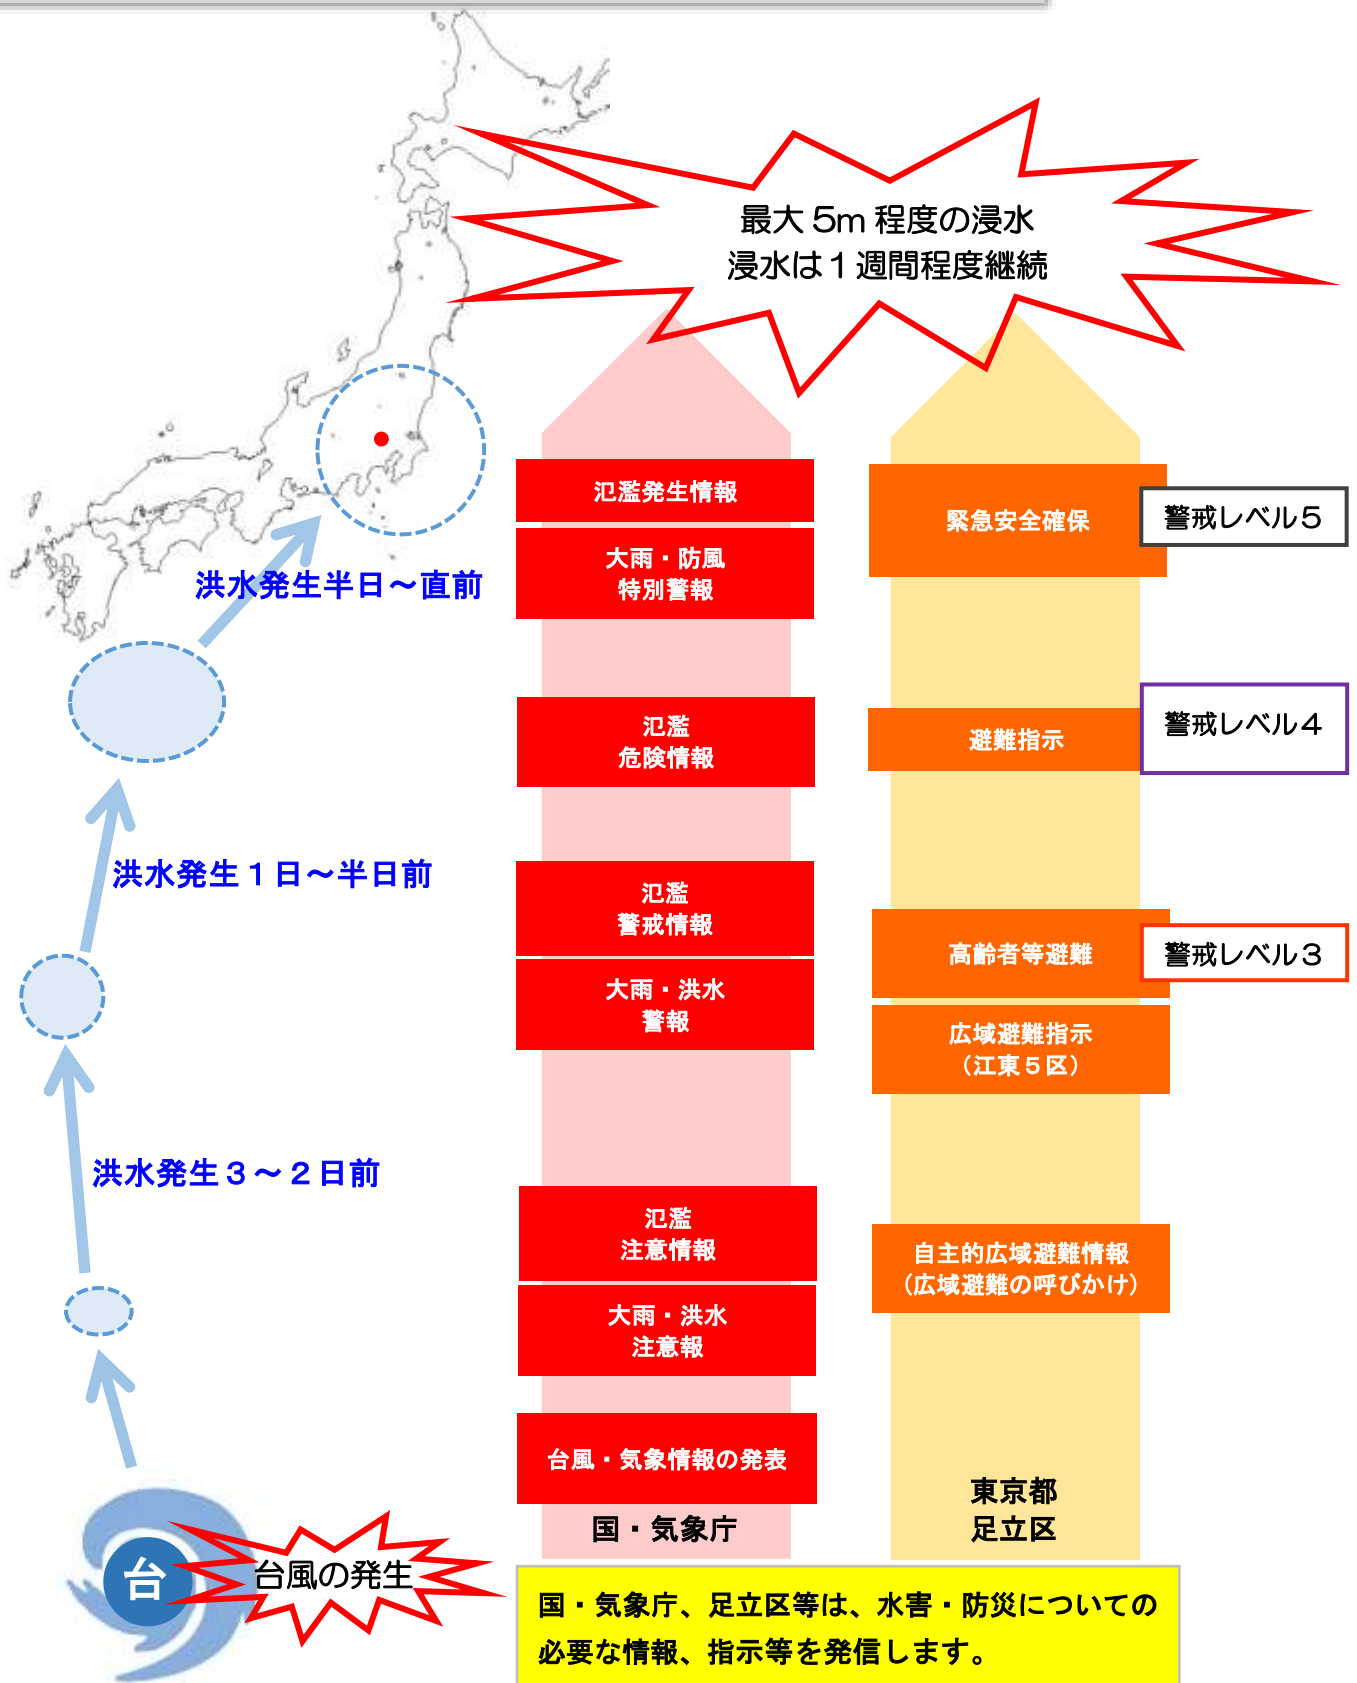 最大 5m 程度の浸水
浸水は１週間程度継続
氾濫発生情報
大雨・防風
特別警報
緊急安全確保
警戒レベル５
洪水発生半日～直前
氾濫
危険情報
避難指示
警戒レベル４
洪水発生１日～半日前
氾濫
警戒情報
大雨・洪水
警報
高齢者等避難
警戒レベル３
広域避難指示
（江東５区）
洪水発生３～２日前
氾濫
注意情報
大雨・洪水
注意報
自主的広域避難情報
（広域避難の呼びかけ）
台風・気象情報の発表
国・気象庁
東京都
足立区
台
台風の発生
国・気象庁、足立区等は、水害・防災についての
必要な情報、指示等を発信します。